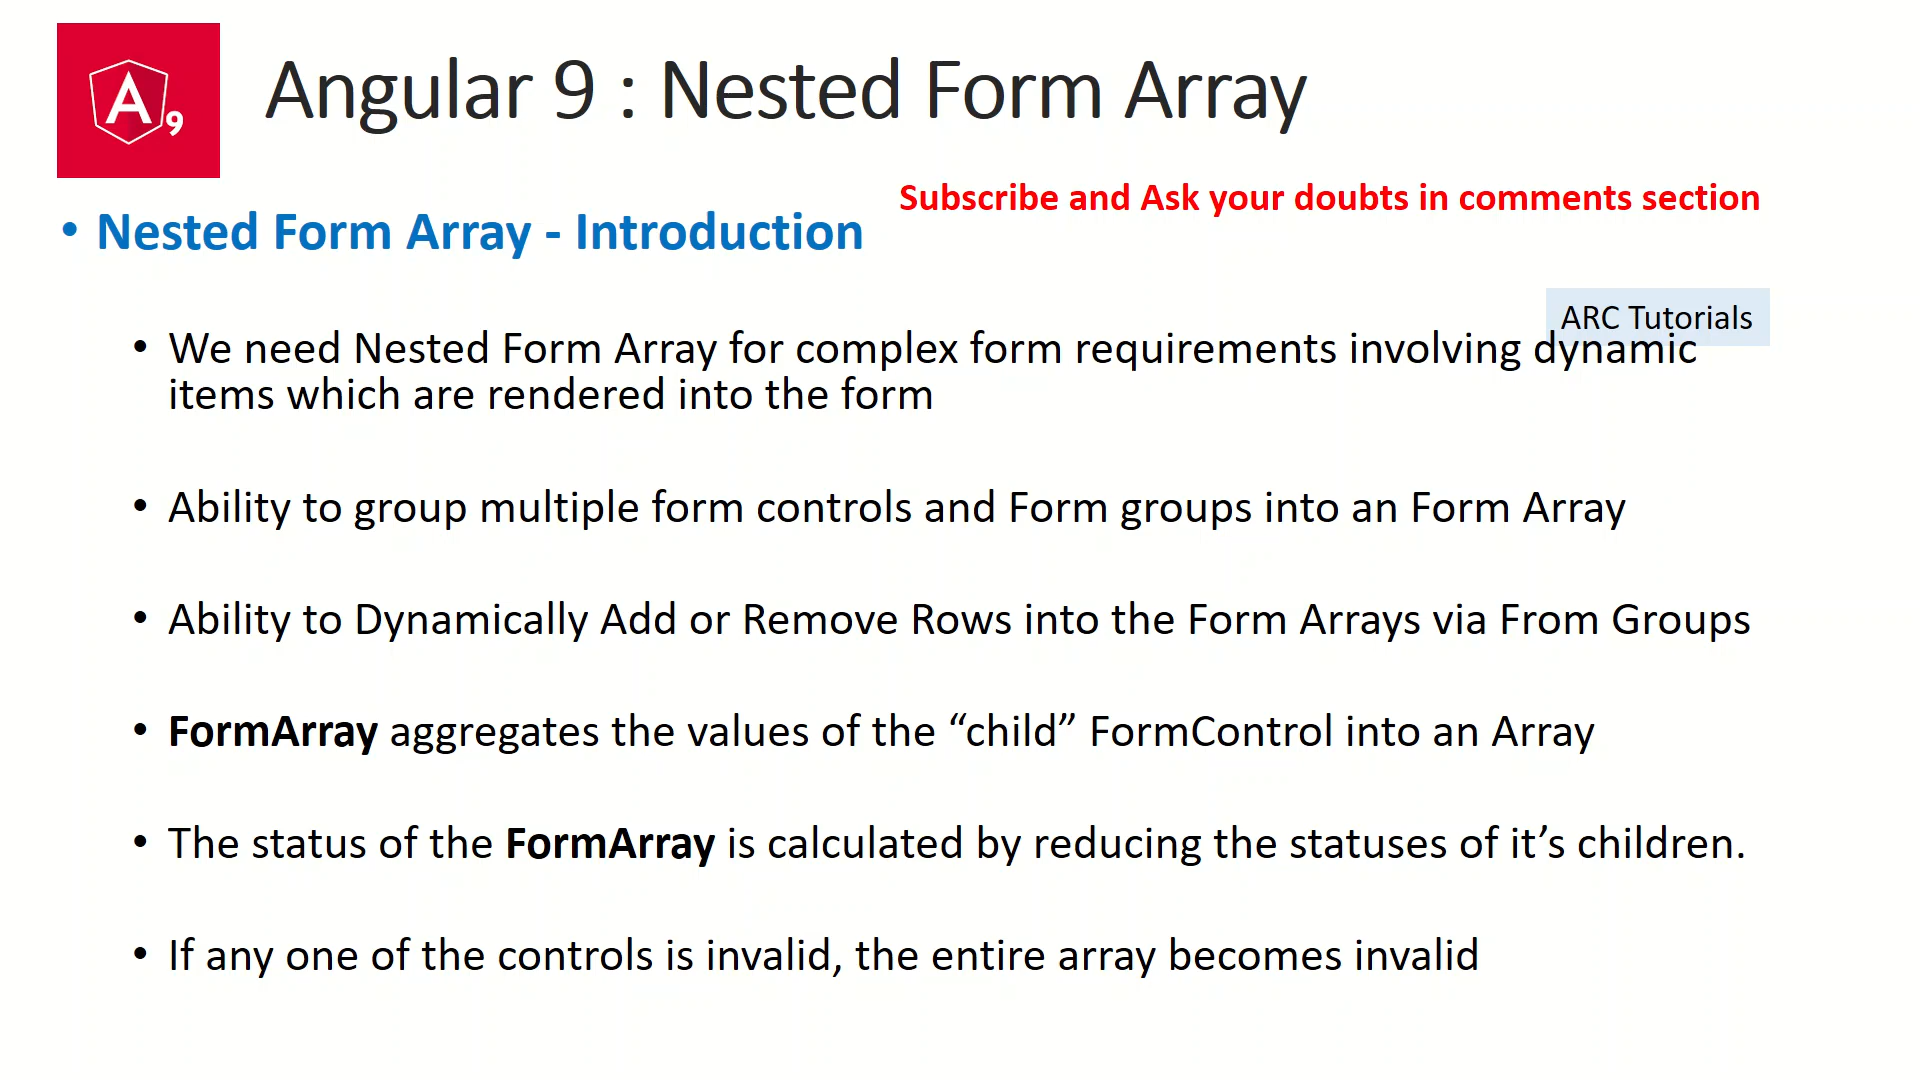 A 9
Angular 9 : Nested Form Array
Subscribe and Ask your doubts in comments section
• Nested Form Array - Introduction
ARC Tutorials
• We need Nested Form Array for complex form requirements involving dynamic
items which are rendered into the form
• Ability to group multiple form controls and Form groups into an Form Array
• Ability to Dynamically Add or Remove Rows into the Form Arrays via From Groups
• FormArray aggregates the values of the “child” FormControl into an Array
• The status of the FormArray is calculated by reducing the statuses of it’s children.
• If any one of the controls is invalid, the entire array becomes invalid